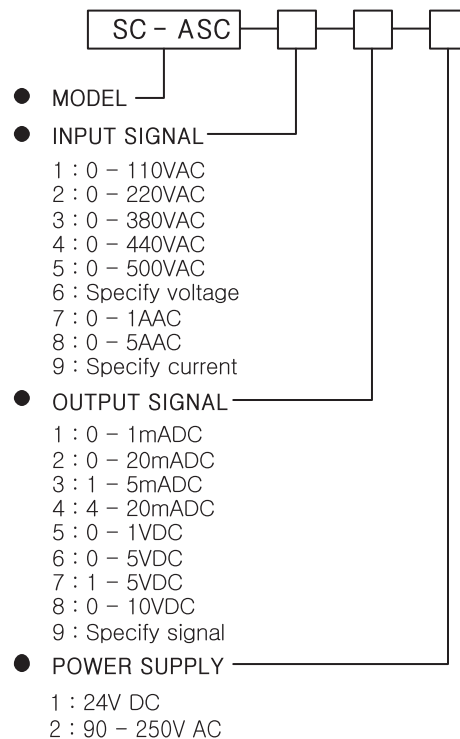 SC - ASC
● MODEL
● INPUT SIGNAL
1 : 0 - 110VAC
2 : 0 - 220VAC
3 : 0 - 380VAC
4 : 0 - 440VAC
5 : 0 - 500VAC
6 : Specify voltage
7 : 0 - 1AAC
8 : 0 - 5AAC
9 : Specify current
● OUTPUT SIGNAL
1 : 0 - 1mADC
2 : 0 - 20mADC
3 : 1 - 5mADC
4 : 4 - 20mADC
5 : 0 - 1VDC
6 : 0 - 5VDC
7 : 1 - 5VDC
8 : 0 - 10VDC
9 : Specify signal
● POWER SUPPLY
1 : 24V DC
2 : 90 - 250V AC